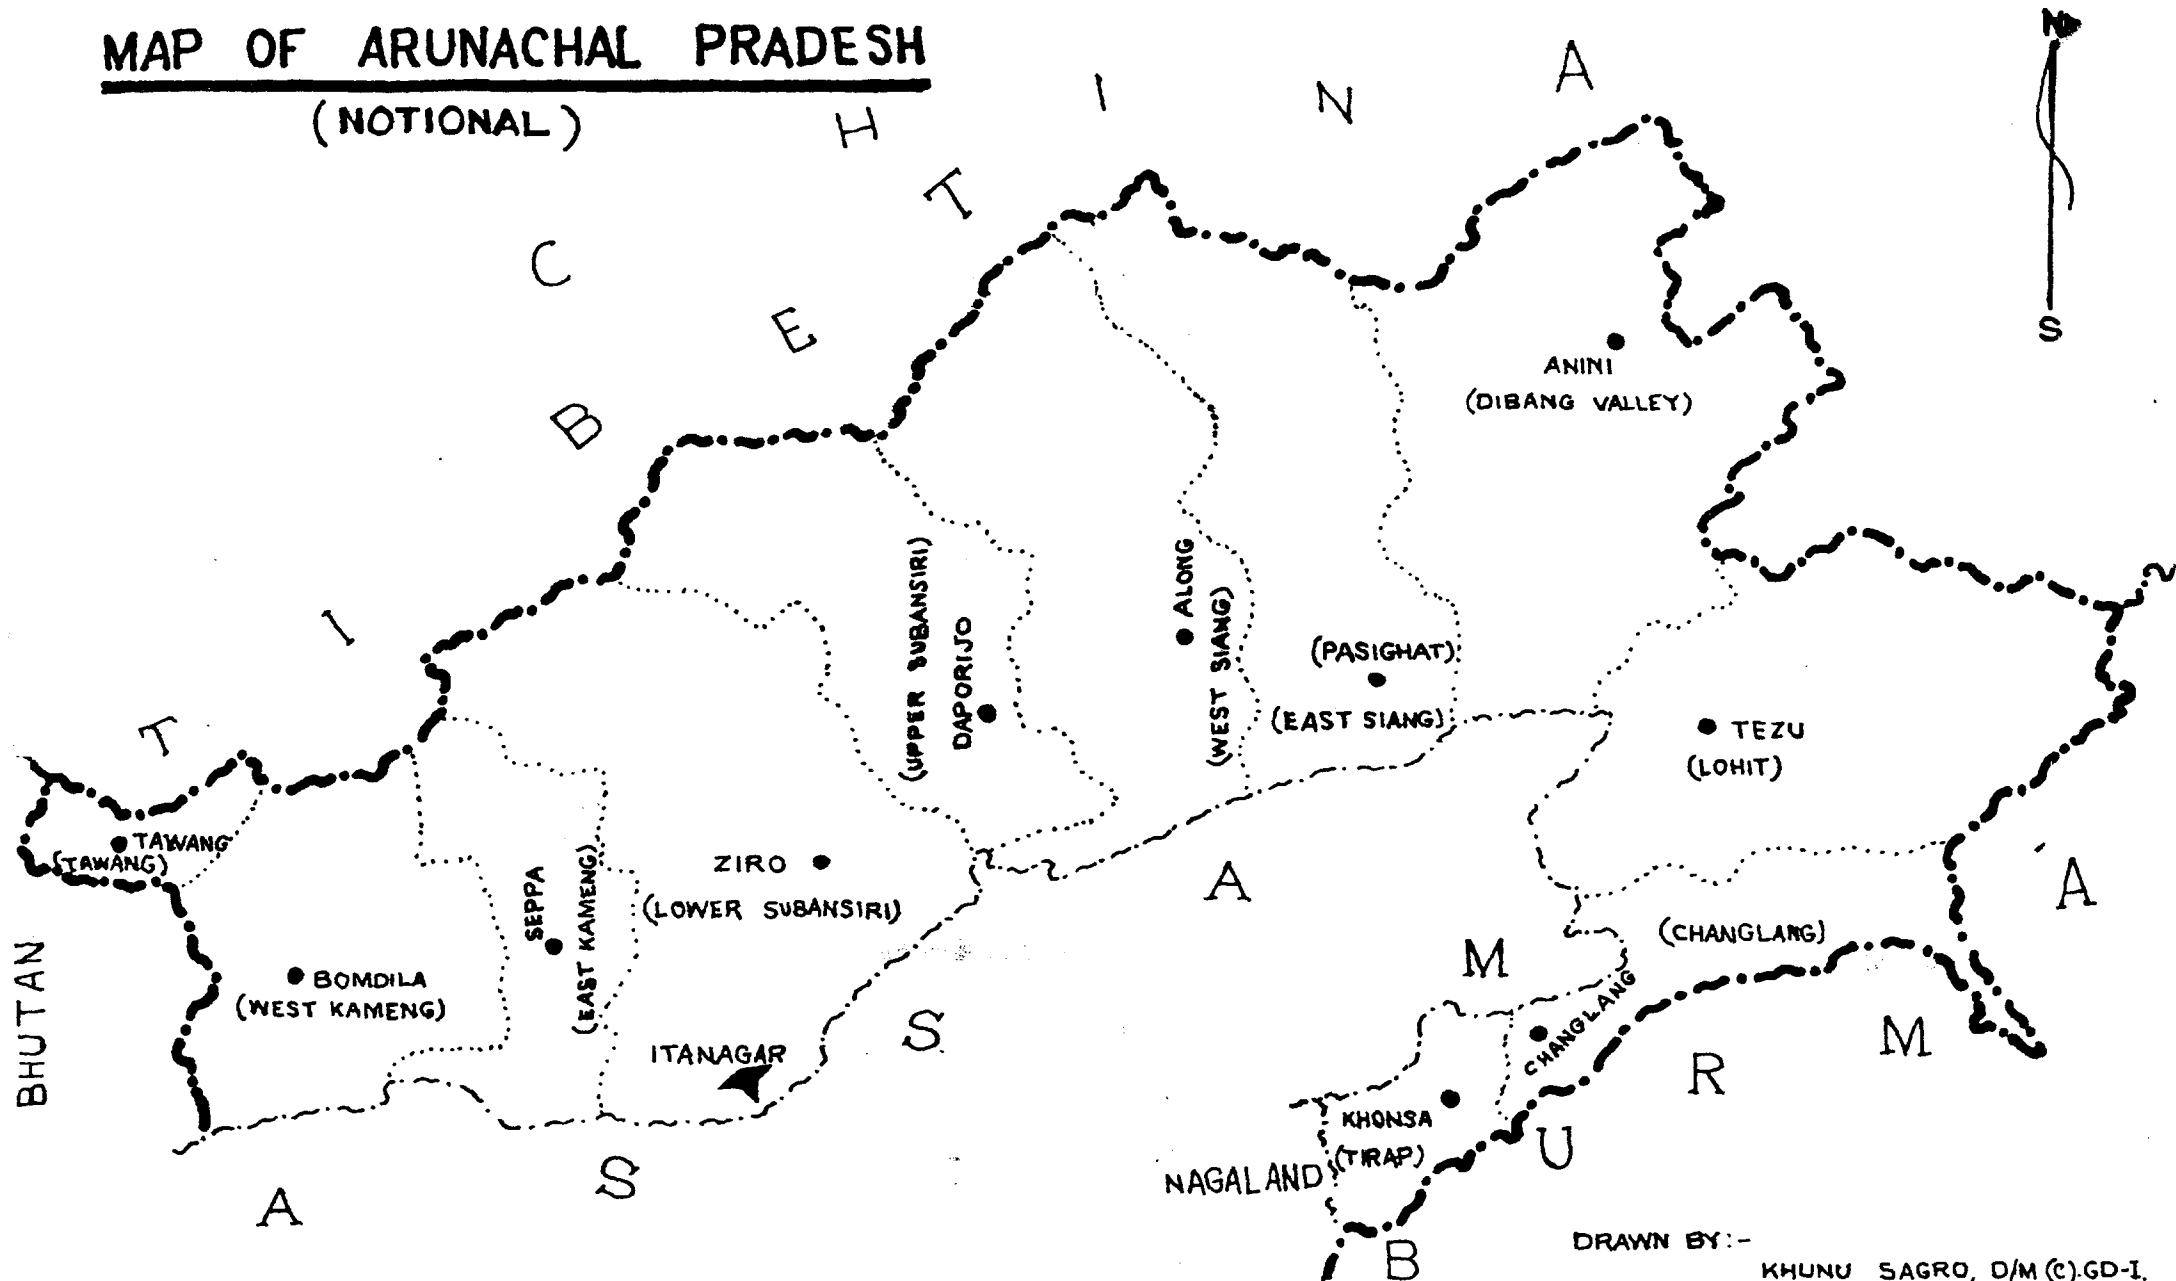 MAP OF ARUNACHAL PRADESH
(NOTIONAL)
N
S
CHINA
TIBET
ANINI
(DIBANG VALLEY)
(UPPER SUBANSIRI)
DAPORIJO
ALONG
(WEST SIANG)
(PASIGHAT)
(EAST SIANG)
TEZU
(LOHIT)
TAWANG
(TAWANG)
ZIRO
(LOWER SUBANSIRI)
SEPPA
(EAST KAMENG)
BOMDILA
(WEST KAMENG)
BHUTAN
ITANAGAR
ASSAM
(CHANGLANG)
CHANGLANG
KHONSA
(TIRAP)
NAGALAND
BURMA
DRAWN BY:-
KHUNU SAGRO, D/M (C).GD-I.